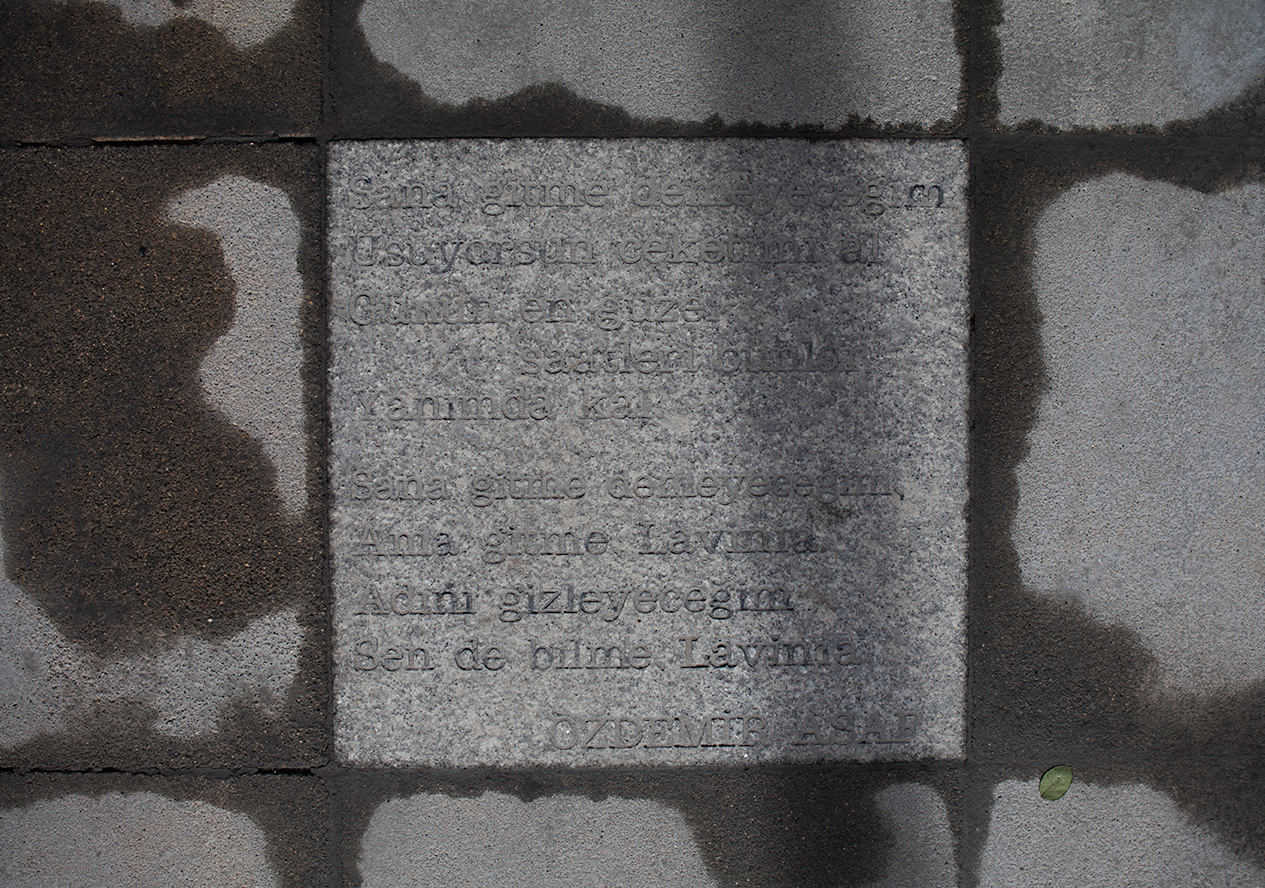 Sana gitme demeyeceğim
Üşüyorsun ceketimi al
Günün en güzel
saatleri bunlar
Yanımda kal
Sana gitme demeyeceğim,
Ama gitme Lavinia.
Adını gizleyeceğim
Sen de bilme Lavinia.
ÖZDEMİR ASAF